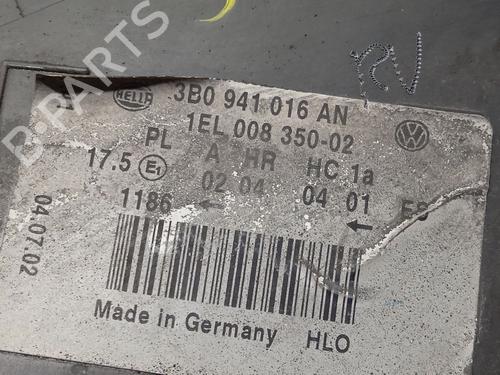 B-PARTS
RV
HELLA
3B0 941 016 AN
1EL 008 350-02
PL A HR HC 1a
17.5 E1 02 04 04 01
1186
04.07.02
Made in Germany HLO